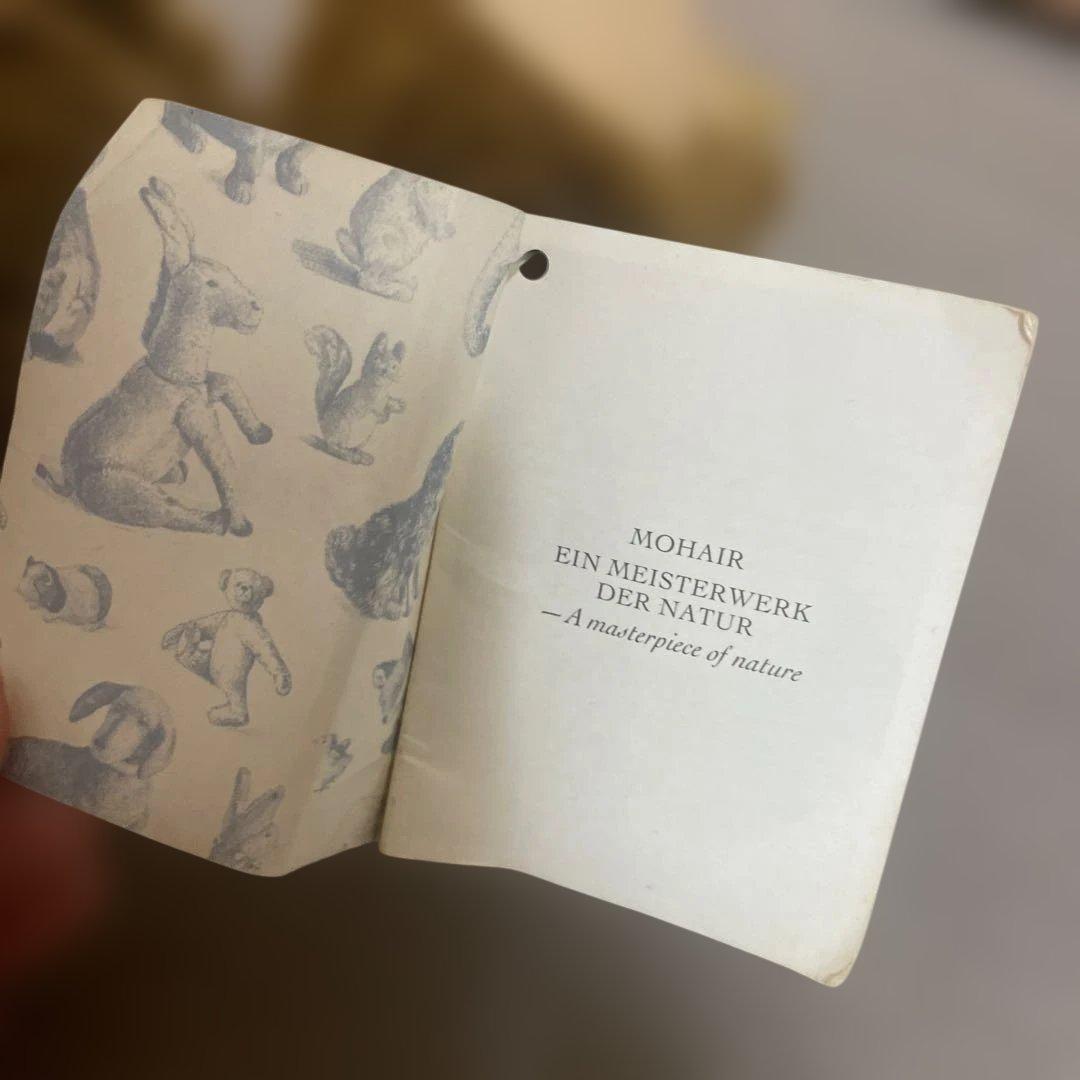 MOHAIR
EIN MEISTERWERK
DER NATUR
—A masterpiece of nature